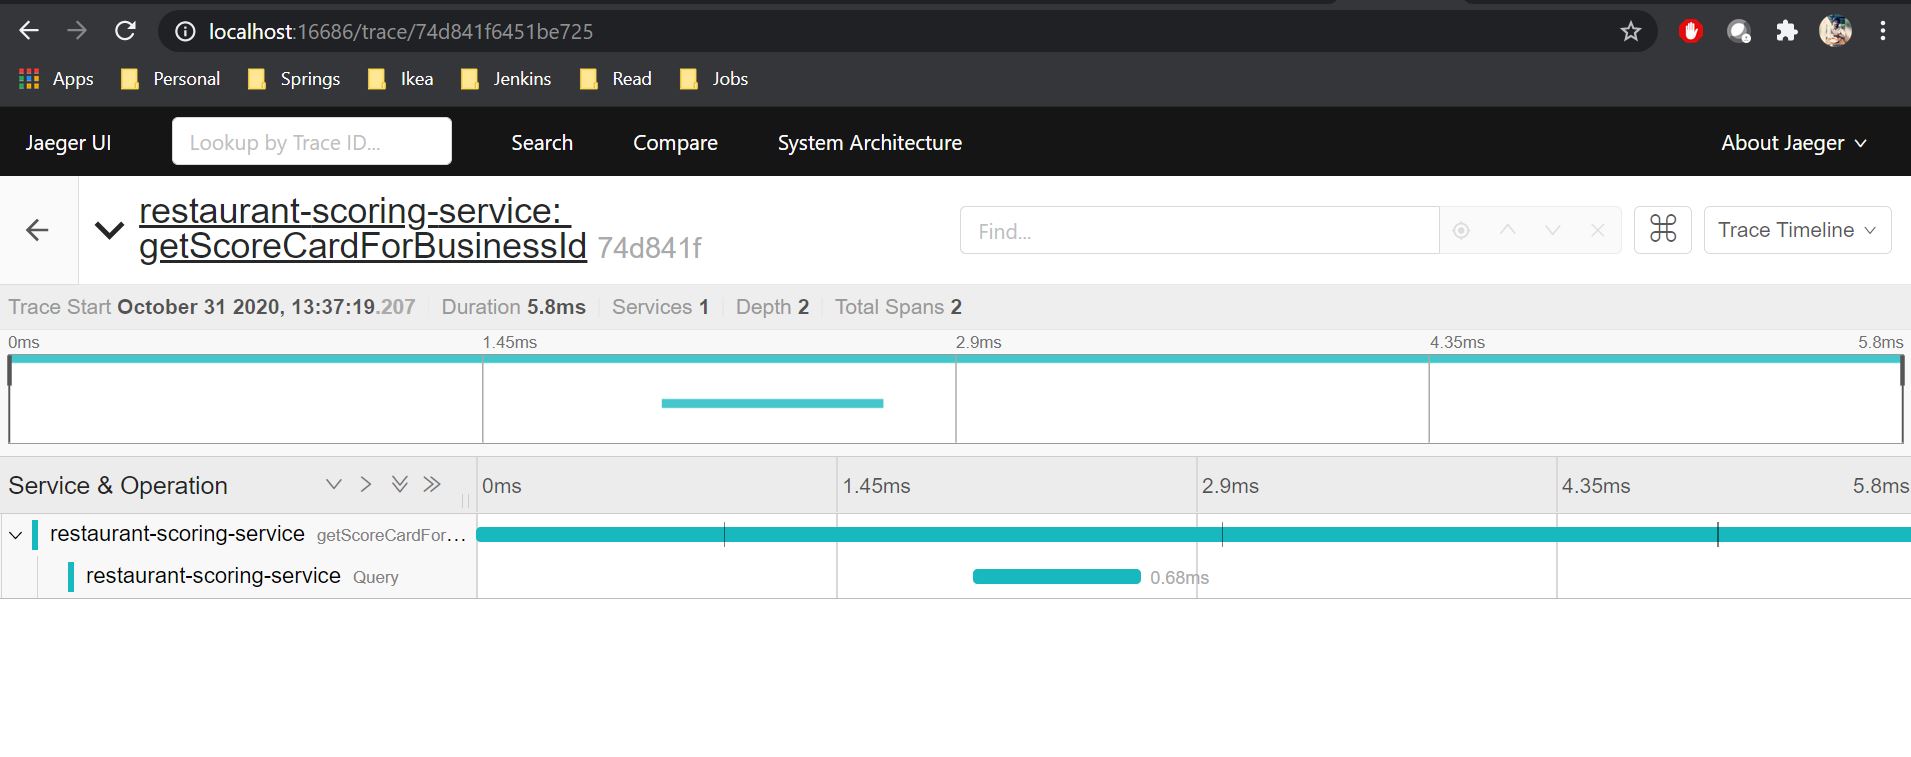 localhost:16686/trace/74d841f6451be725
Apps Personal Springs Ikea Jenkins Read Jobs
Jaeger UI Lookup by Trace ID... Search Compare System Architecture About Jaeger
restaurant-scoring-service:
getScoreCardForBusinessId 74d841f
Find... Trace Timeline
Trace Start October 31 2020, 13:37:19.207 Duration 5.8ms Services 1 Depth 2 Total Spans 2
0ms 1.45ms 2.9ms 4.35ms 5.8ms
Service & Operation 0ms 1.45ms 2.9ms 4.35ms 5.8ms
restaurant-scoring-service getScoreCardFor...
restaurant-scoring-service Query 0.68ms